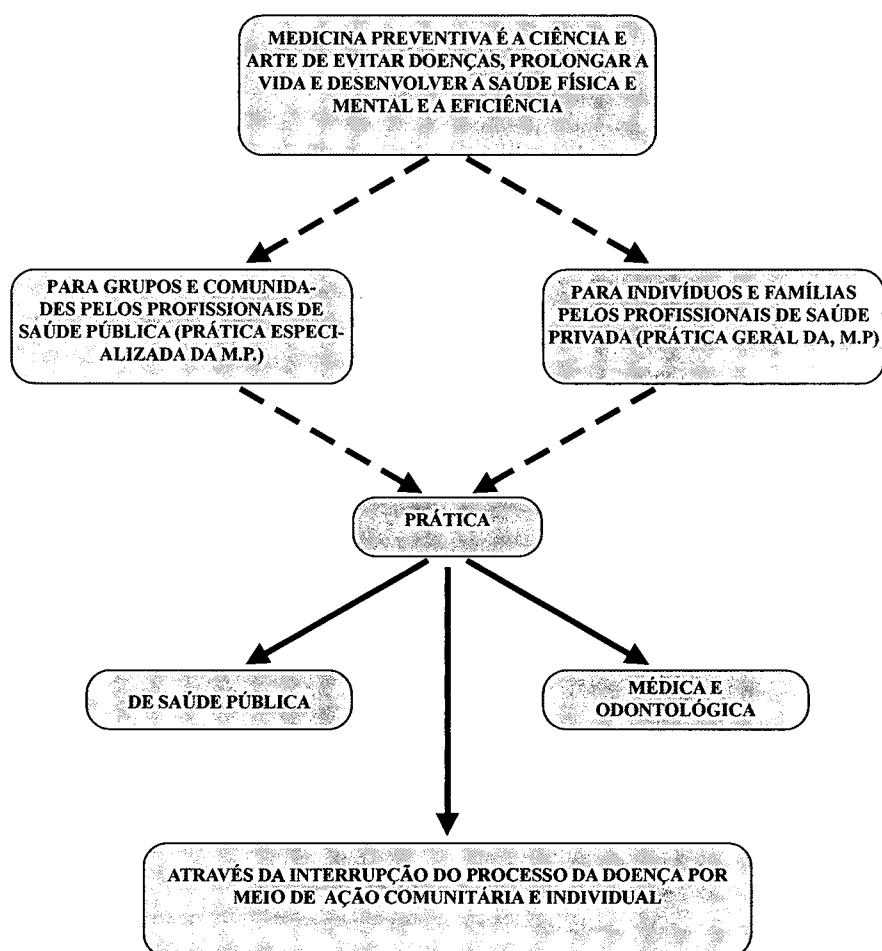 MEDICINA PREVENTIVA É A CIÊNCIA E
ARTE DE EVITAR DOENÇAS, PROLONGAR A
VIDA E DESENVOLVER A SAÚDE FÍSICA E
MENTAL E A EFICIÊNCIA
PARA GRUPOS E COMUNIDA-
DES PELOS PROFISSIONAIS DE
SAÚDE PÚBLICA (PRÁTICA ESPECI-
ALIZADA DA M.P.)
PARA INDIVÍDUOS E FAMÍLIAS
PELOS PROFISSIONAIS DE SAÚDE
PRIVADA (PRÁTICA GERAL DA, M.P)
PRÁTICA
DE SAÚDE PÚBLICA
MÉDICA E
ODONTOLÓGICA
ATRAVÉS DA INTERRUPÇÃO DO PROCESSO DA DOENÇA POR
MEIO DE AÇÃO COMUNITÁRIA E INDIVIDUAL